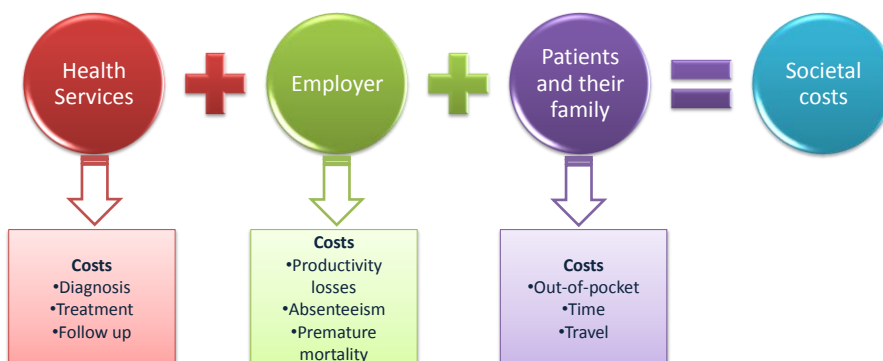 Health
Services
Employer
Patients
and their
family
Societal
costs
Costs
•Diagnosis
•Treatment
•Follow up
Costs
•Productivity
losses
•Absenteeism
•Premature
mortality
Costs
•Out-of-pocket
•Time
•Travel